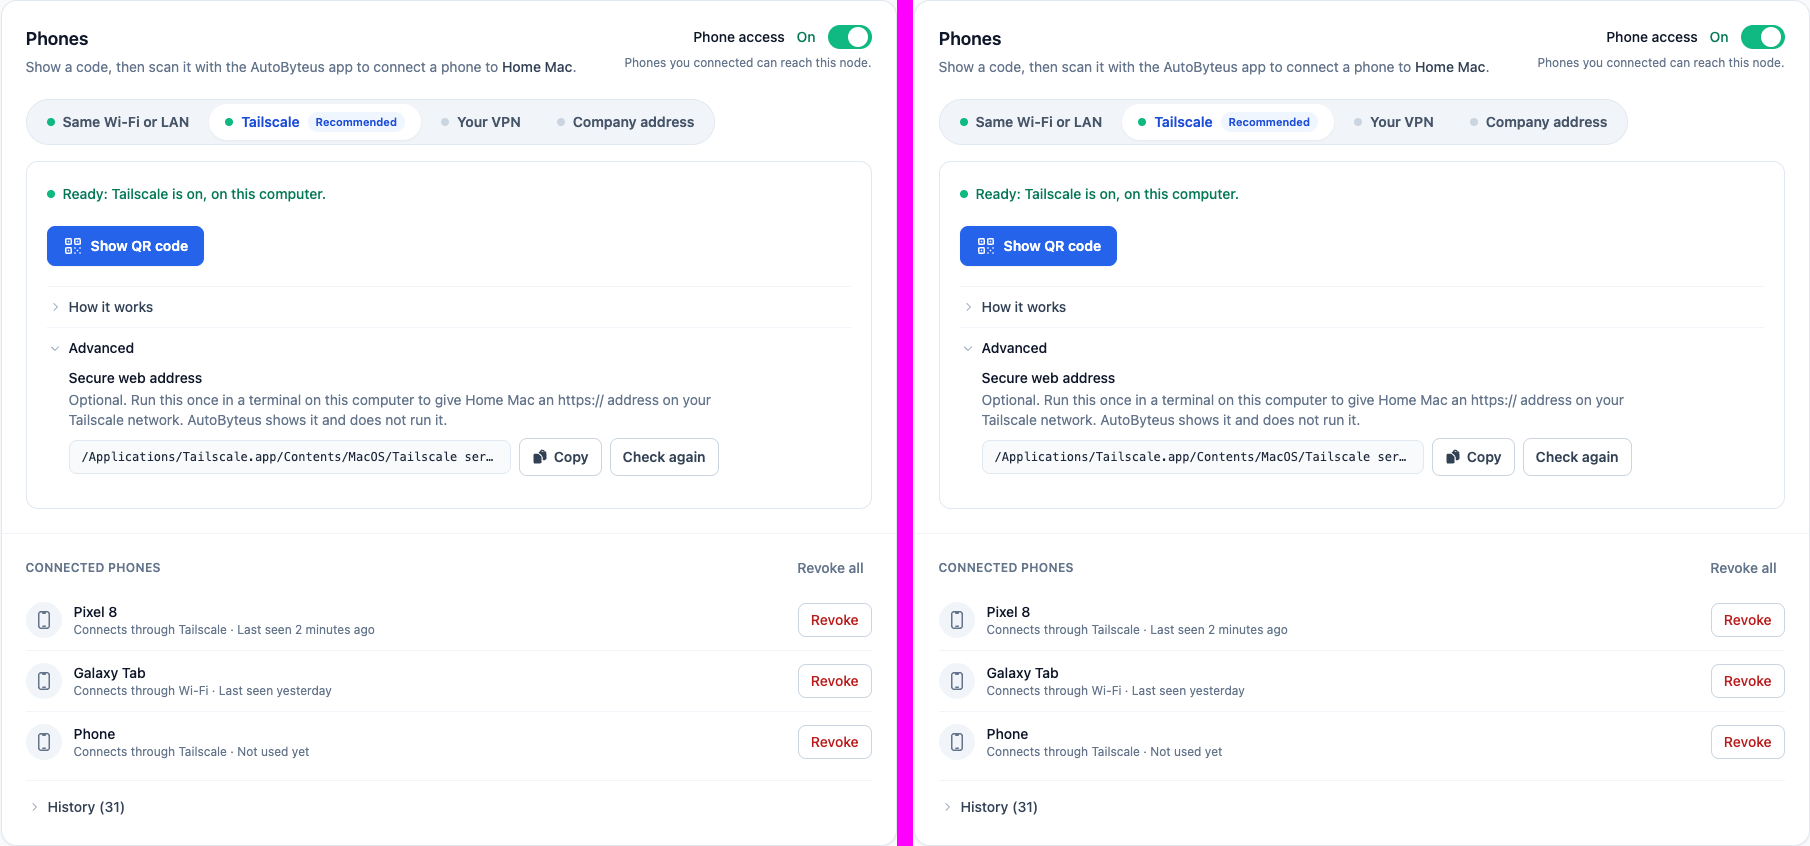 Phones
Phone access On
Show a code, then scan it with the AutoByteus app to connect a phone to Home Mac.
Phones you connected can reach this node.
Same Wi-Fi or LAN
Tailscale Recommended
Your VPN
Company address
Ready: Tailscale is on, on this computer.
Show QR code
How it works
Advanced
Secure web address
Optional. Run this once in a terminal on this computer to give Home Mac an https:// address on your
Tailscale network. AutoByteus shows it and does not run it.
/Applications/Tailscale.app/Contents/MacOS/Tailscale ser…
Copy
Check again
CONNECTED PHONES
Revoke all
Pixel 8
Connects through Tailscale · Last seen 2 minutes ago
Revoke
Galaxy Tab
Connects through Wi-Fi · Last seen yesterday
Revoke
Phone
Connects through Tailscale · Not used yet
Revoke
History (31)
Phones
Phone access On
Show a code, then scan it with the AutoByteus app to connect a phone to Home Mac.
Phones you connected can reach this node.
Same Wi-Fi or LAN
Tailscale Recommended
Your VPN
Company address
Ready: Tailscale is on, on this computer.
Show QR code
How it works
Advanced
Secure web address
Optional. Run this once in a terminal on this computer to give Home Mac an https:// address on your
Tailscale network. AutoByteus shows it and does not run it.
/Applications/Tailscale.app/Contents/MacOS/Tailscale ser…
Copy
Check again
CONNECTED PHONES
Revoke all
Pixel 8
Connects through Tailscale · Last seen 2 minutes ago
Revoke
Galaxy Tab
Connects through Wi-Fi · Last seen yesterday
Revoke
Phone
Connects through Tailscale · Not used yet
Revoke
History (31)